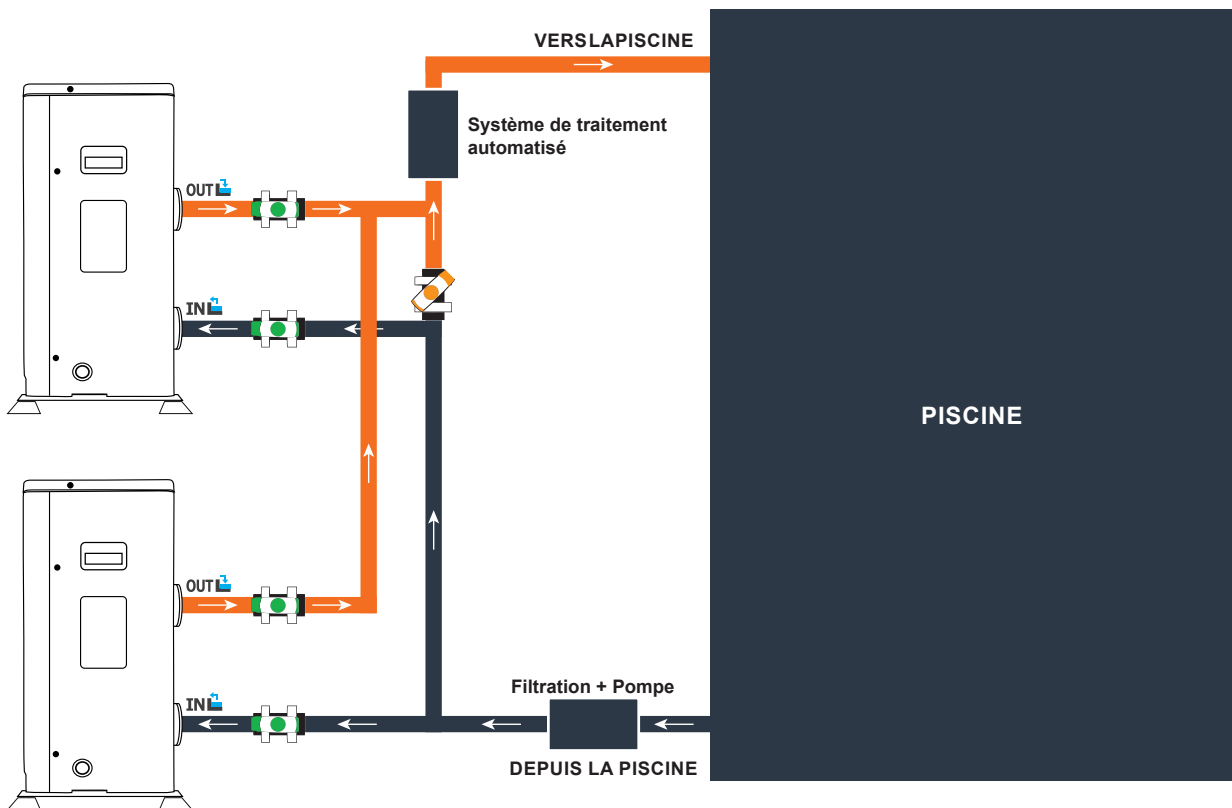 VERSLAPISCINE
Système de traitement
automatisé
OUT
IN
PISCINE
OUT
IN
Filtration + Pompe
DEPUIS LA PISCINE